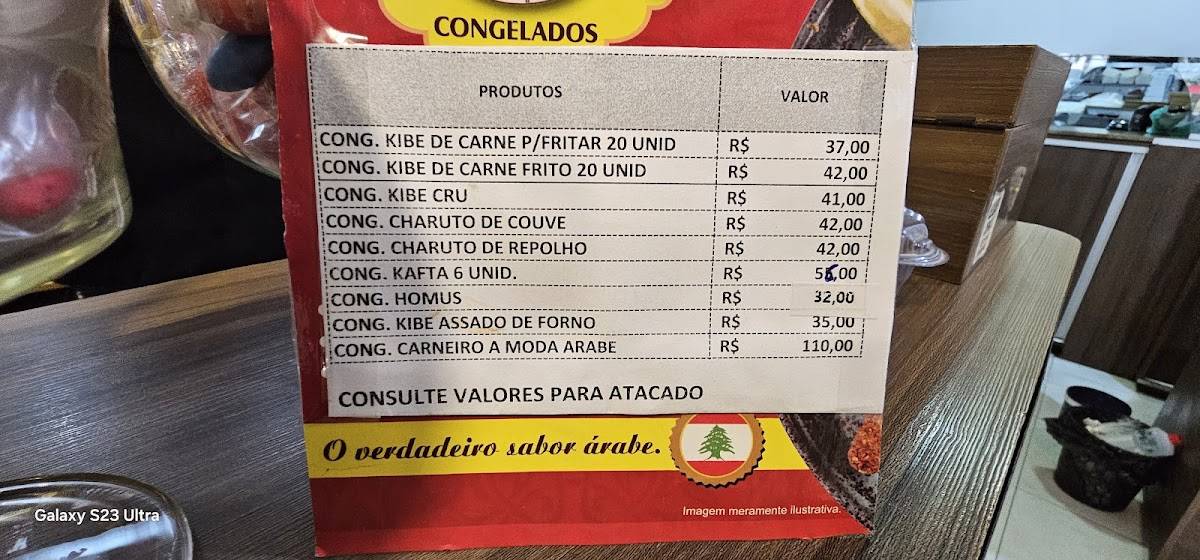 CONGELADOS
PRODUTOS VALOR
CONG. KIBE DE CARNE P/FRITAR 20 UNID R$ 37,00
CONG. KIBE DE CARNE FRITO 20 UNID R$ 42,00
CONG. KIBE CRU R$ 41,00
CONG. CHARUTO DE COUVE R$ 42,00
CONG. CHARUTO DE REPOLHO R$ 42,00
CONG. KAFTA 6 UNID. R$
CONG. HOMUS R$ 32,00
CONG. KIBE ASSADO DE FORNO R$ 35,00
CONG. CARNEIRO A MODA ARABE R$ 110,00
CONSULTE VALORES PARA ATACADO
O verdadeiro sabor árabe.
Imagem meramente ilustrativa.
Galaxy S23 Ultra